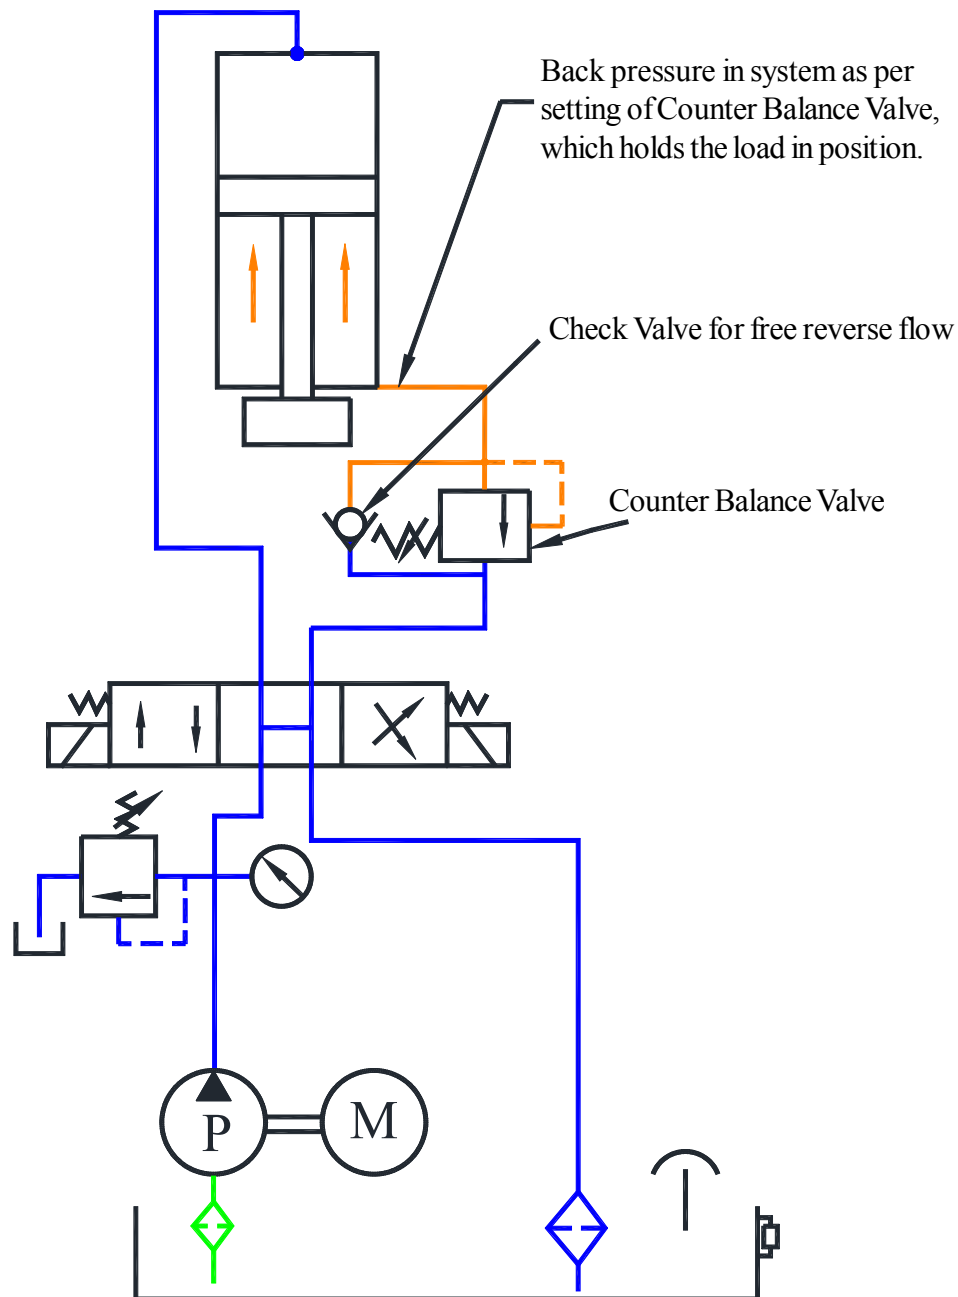 Back pressure in system as per
setting of Counter Balance Valve,
which holds the load in position.
Check Valve for free reverse flow
Counter Balance Valve
P
M